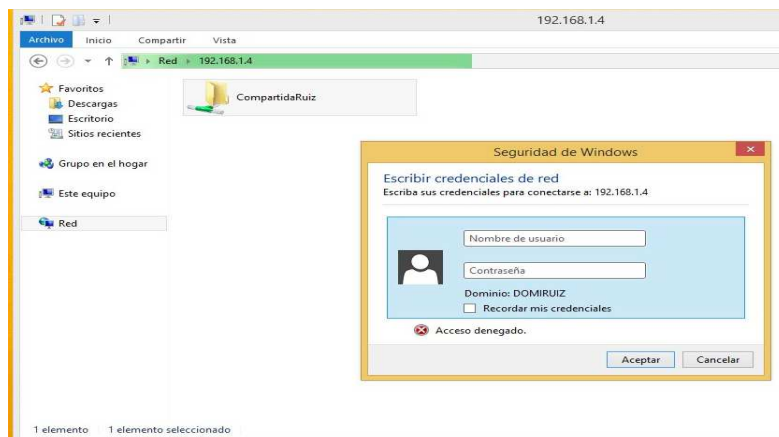 192.168.1.4
Archivo Inicio Compartir Vista
Red 192.168.1.4
Favoritos
Descargas
Escritorio
Sitios recientes
Grupo en el hogar
Este equipo
Red
CompartidaRuiz
Seguridad de Windows
Escribir credenciales de red
Escriba sus credenciales para conectarse a: 192.168.1.4
Nombre de usuario
Contraseña
Dominio: DOMIRUIZ
Recordar mis credenciales
Acceso denegado.
Aceptar Cancelar
1 elemento 1 elemento seleccionado